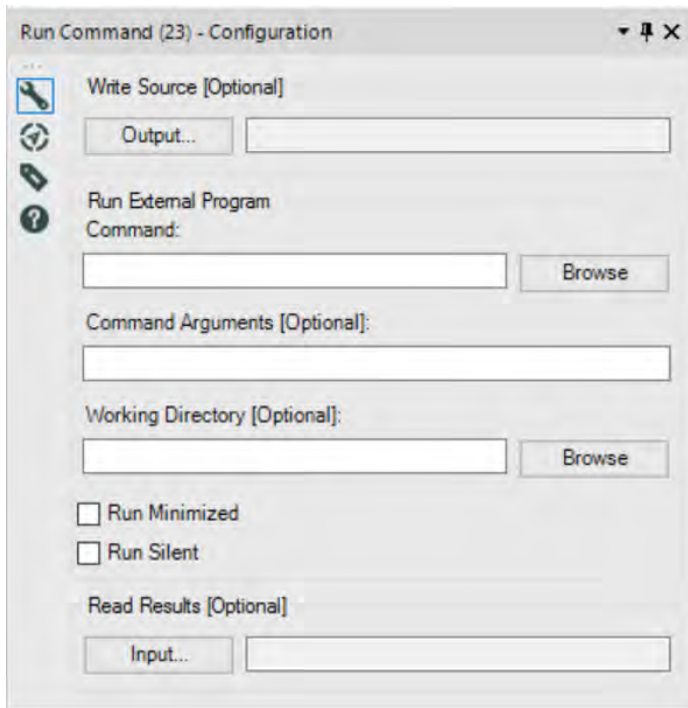 Run Command (23) - Configuration
Write Source [Optional]
Output...
Run External Program
Command:
Browse
Command Arguments [Optional]:
Working Directory [Optional]:
Browse
Run Minimized
Run Silent
Read Results [Optional]
Input...